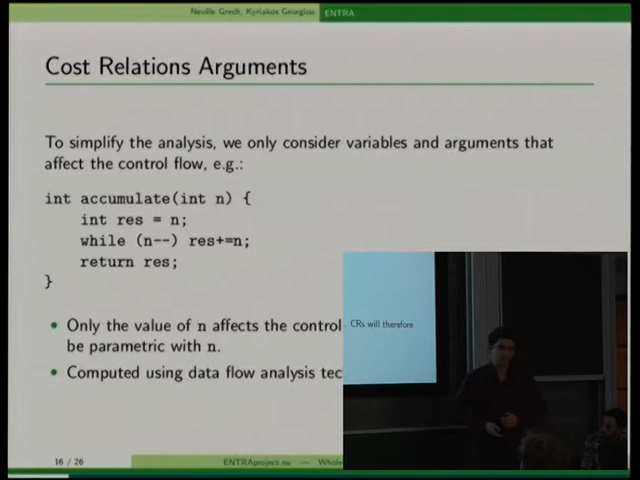 Neville Grech, Kyriakos Georgiou ENTRA
Cost Relations Arguments
To simplify the analysis, we only consider variables and arguments that
affect the control flow, e.g.:
int accumulate(int n) {
int res = n;
while (n--) res+=n;
return res;
}
• Only the value of n affects the control CRs will therefore
be parametric with n.
• Computed using data flow analysis tec
16 / 26 ENTRAproject.eu — Whole